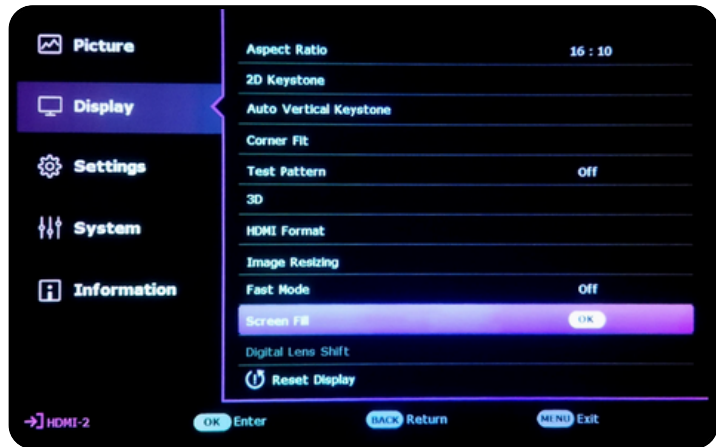 Picture
Display
Settings
System
Information
Aspect Ratio 16 : 10
2D Keystone
Auto Vertical Keystone
Corner Fit
Test Pattern Off
3D
HDMI Format
Image Resizing
Fast Mode Off
Screen Fill OK
Digital Lens Shift
Reset Display
HDMI-2 OK Enter BACK Return MENU Exit